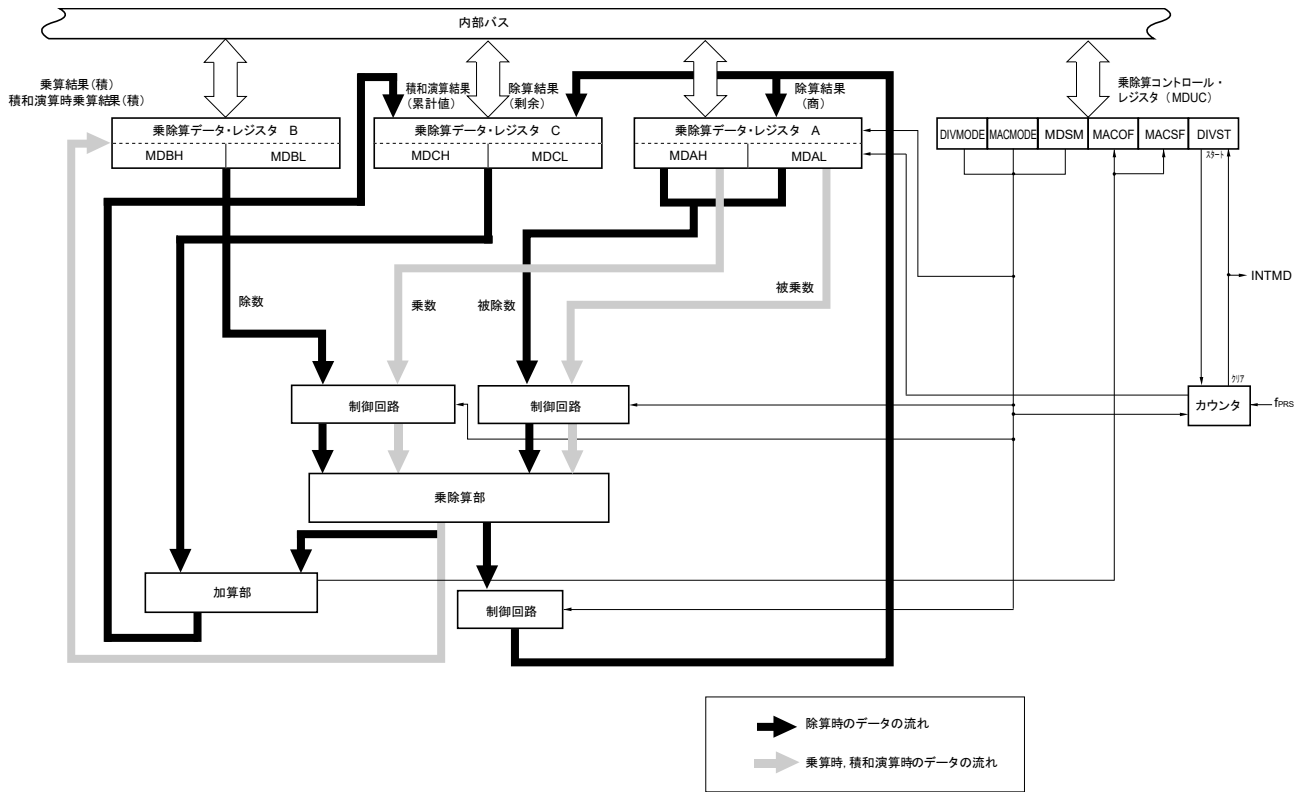 内部バス
乗算結果(積)
積和演算時乗算結果(積)
積和演算結果
(累計値)
除算結果
(剰余)
除算結果
(商)
乗除算コントロール・
レジスタ(MDUC)
乗除算データ・レジスタ B
MDBH
MDBL
乗除算データ・レジスタ C
MDCH
MDCL
乗除算データ・レジスタ A
MDAH
MDAL
DIVMODE
MACMODE
MDSM
MACOF
MACSF
DIVST
スタート
INTMD
除数
乗数
被除数
被乗数
クリア
制御回路
制御回路
カウンタ
fPRS
乗除算部
加算部
制御回路
除算時のデータの流れ
乗算時,積和演算時のデータの流れ